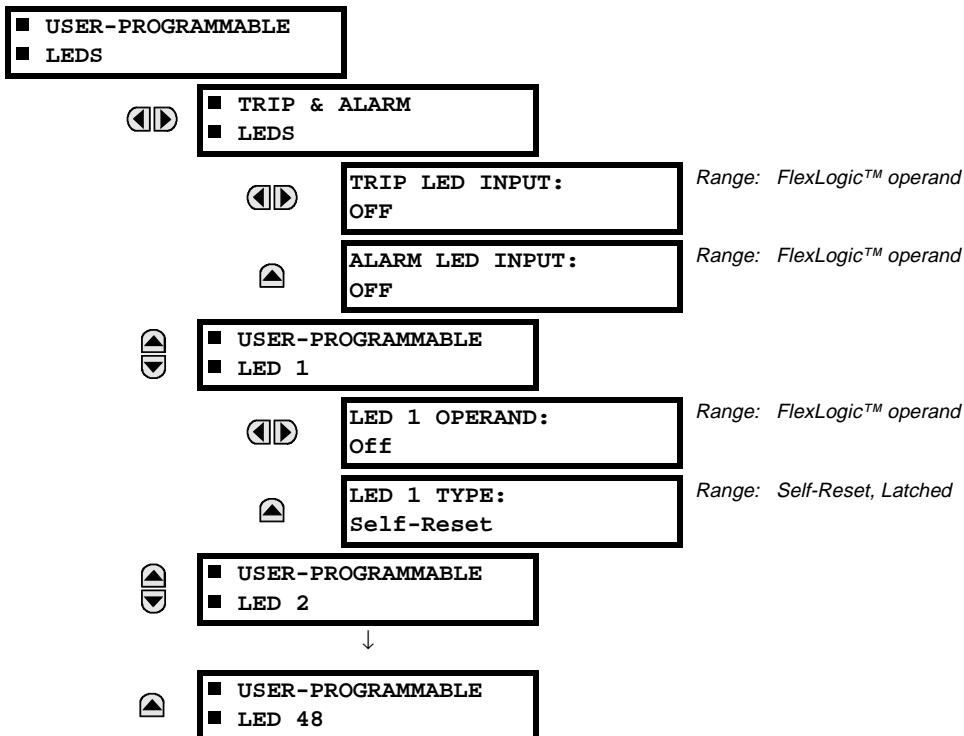 ■ USER-PROGRAMMABLE
■ LEDS
■ TRIP & ALARM
■ LEDS
TRIP LED INPUT:
OFF
Range: FlexLogic™ operand
ALARM LED INPUT:
OFF
Range: FlexLogic™ operand
■ USER-PROGRAMMABLE
■ LED 1
LED 1 OPERAND:
Off
Range: FlexLogic™ operand
LED 1 TYPE:
Self-Reset
Range: Self-Reset, Latched
■ USER-PROGRAMMABLE
■ LED 2
↓
■ USER-PROGRAMMABLE
■ LED 48